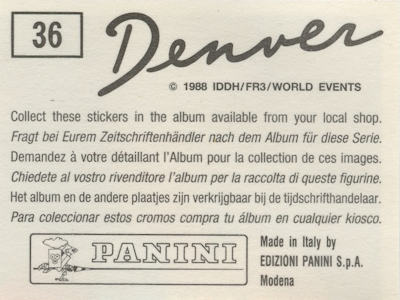 36
Denver
© 1988 IDDH/FR3/WORLD EVENTS
Collect these stickers in the album available from your local shop.
Fragt bei Eurem Zeitschriftenhändler nach dem Album für diese Serie.
Demandez à votre détaillant l'Album pour la collection de ces images.
Chiedete al vostro rivenditore l'album per la raccolta di queste figurine.
Het album en de andere plaatjes zijn verkrijgbaar bij de tijdschrifthandelaar.
Para coleccionar estos cromos compra tu álbum en cualquier kiosco.
PANINI
Made in Italy by
EDIZIONI PANINI S.p.A.
Modena